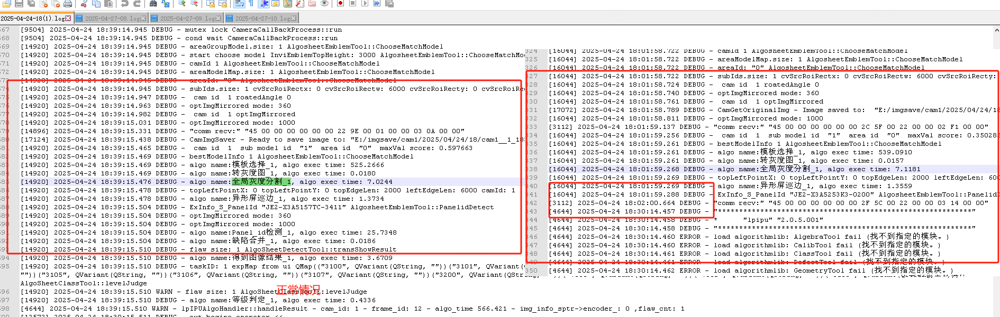 2025-04-24-18(1).log
2025-04-27-08.log
2025-04-27-09.log
2025-04-27-10.log
567 [9504] 2025-04-24 18:39:14.945 DEBUG - mutex lock CameraCallBackProcess::run
568 [9504] 2025-04-24 18:39:14.945 DEBUG - cond wait CameraCallBackProcess::run
569 [14920] 2025-04-24 18:39:14.945 DEBUG - areaGroupModel.size: 1 AlgosheetEmblemTool::ChooseMatchModel
570 [14920] 2025-04-24 18:39:14.945 DEBUG - start choose model InviEmblemTopHeight: 3000 AlgosheetEmblemTool::ChooseMatchMo
571 [14920] 2025-04-24 18:39:14.945 DEBUG - camId 1 AlgosheetEmblemTool::ChooseMatchModel
572 [14920] 2025-04-24 18:39:14.945 DEBUG - areaModelMap.size: 1 AlgosheetEmblemTool::ChooseMatchModel
573 [14920] 2025-04-24 18:39:14.945 DEBUG - areaId: "0" AlgosheetEmblemTool::ChooseMatchModel
574 [14920] 2025-04-24 18:39:14.945 DEBUG - subIds.size: 1 cvSrcRoiRectx: 0 cvSrcRoiRectw: 6000 cvSrcRoiRecty: 0 cvSrcRoiRe
575 [14920] 2025-04-24 18:39:14.947 DEBUG -  cam id  1 roatedAngle 0
576 [14920] 2025-04-24 18:39:14.963 DEBUG - optImgMirrored mode: 360
577 [14920] 2025-04-24 18:39:14.982 DEBUG -  cam id  1 optImgMirrored
578 [14920] 2025-04-24 18:39:15.031 DEBUG - optImgMirrored mode: 1000
579 [14896] 2025-04-24 18:39:15.331 DEBUG - "comm recv:" "45 00 00 00 00 00 00 22 9E 00 01 00 00 03 0A 00 00"
580 [17124] 2025-04-24 18:39:15.438 DEBUG - CamImgSaver - Ready to save image to: "E:/imgsave/cam1/2025/04/24/18/cam1__1_18
581 [14920] 2025-04-24 18:39:15.465 DEBUG -  cam id  1  sub model id  "1"  area id  "0"  maxVal score: 0.597663
582 [14920] 2025-04-24 18:39:15.469 DEBUG - bestModelInfo 1 AlgosheetEmblemTool::ChooseMatchModel
583 [14920] 2025-04-24 18:39:15.469 DEBUG - algo name:模板选择_1, algo exec time: 525.2666
584 [14920] 2025-04-24 18:39:15.469 DEBUG - algo name:转灰度图_1, algo exec time: 0.0180
585 [14920] 2025-04-24 18:39:15.476 DEBUG - algo name:全局灰度分割_1, algo exec time: 7.0244
586 [14920] 2025-04-24 18:39:15.476 DEBUG - topLeftPointX: 0 topLeftPointY: 0 topEdgeLen: 2000 leftEdgeLen: 6000 camId: 1
587 [14920] 2025-04-24 18:39:15.478 DEBUG - algo name:异形屏巡边_1, algo exec time: 1.3734
588 [14920] 2025-04-24 18:39:15.504 DEBUG - ExInfo_S_PanelId "JE2-X3A5157TC-3411" AlgosheetEmblemTool::PanelidDetect
589 [14920] 2025-04-24 18:39:15.504 DEBUG - optImgMirrored mode: 360
590 [14920] 2025-04-24 18:39:15.504 DEBUG - optImgMirrored mode: 1000
591 [14920] 2025-04-24 18:39:15.504 DEBUG - algo name:Panel_id检测_1, algo exec time: 25.7348
592 [14920] 2025-04-24 18:39:15.504 DEBUG - algo name:缺陷合并_1, algo exec time: 0.0186
593 [14920] 2025-04-24 18:39:15.510 DEBUG - flaw size: 1 AlgoSheetDetectTool::transShowResult
594 [14920] 2025-04-24 18:39:15.510 DEBUG - algo name:得到图像结果_1, algo exec time: 3.6709
595 [14920] 2025-04-24 18:39:15.510 DEBUG - taskID: 1 expMap from ui QMap(("3100", QVariant(QString, ""))("3101", QVariant(
""))("3105", QVariant(QString, ""))("3106", QVariant(QString, ""))("3107", QVariant(QString, ""))("3200", QVariant(QString,
AlgoSheetClassTool::levelJudge
596 [14920] 2025-04-24 18:39:15.510 WARN - flaw size: 1 AlgoSheetClassTool::levelJudge
正常情况
597 [14920] 2025-04-24 18:39:15.510 DEBUG - algo name:等级判定_1, algo exec time: 0.4336
598 [4644] 2025-04-24 18:39:15.510 WARN - lpIPUAlgoHandler::handleResult - cam_id: 1 - frame_id: 12 - algo_time 566.421 - img_info_sptr->encoder_: 0 ,flaw_cnt: 1
324 [16044] 2025-04-24 18:01:58.722 DEBUG - camId 1 AlgosheetEmblemTool::ChooseMatchModel
325 [16044] 2025-04-24 18:01:58.722 DEBUG - areaModelMap.size: 1 AlgosheetEmblemTool::ChooseMatchModel
326 [16044] 2025-04-24 18:01:58.722 DEBUG - areaId: "0" AlgosheetEmblemTool::ChooseMatchModel
327 [16044] 2025-04-24 18:01:58.722 DEBUG - subIds.size: 1 cvSrcRoiRectx: 0 cvSrcRoiRectw: 6000 cvSrcRoiRecty:
328 [16044] 2025-04-24 18:01:58.724 DEBUG -  cam id  1 roatedAngle 0
329 [16044] 2025-04-24 18:01:58.740 DEBUG - optImgMirrored mode: 360
330 [16044] 2025-04-24 18:01:58.761 DEBUG -  cam id  1 optImgMirrored
331 [17072] 2025-04-24 18:01:58.789 DEBUG - CamGetOriginalImg - Image saved to:  "E:/imgsave/cam1/2025/04/24/18
332 [16044] 2025-04-24 18:01:58.811 DEBUG - optImgMirrored mode: 1000
333 [3112] 2025-04-24 18:01:59.137 DEBUG - "comm recv:" "45 00 00 00 00 00 00 2C 5F 00 22 00 00 02 F1 00 00"
334 [16044] 2025-04-24 18:01:59.256 DEBUG -  cam id  1  sub model id  "1"  area id  "0"  maxVal score: 0.350288
335 [16044] 2025-04-24 18:01:59.261 DEBUG - bestModelInfo 1 AlgosheetEmblemTool::ChooseMatchModel
336 [16044] 2025-04-24 18:01:59.261 DEBUG - algo name:模板选择_1, algo exec time: 539.0910
337 [16044] 2025-04-24 18:01:59.261 DEBUG - algo name:转灰度图_1, algo exec time: 0.0157
338 [16044] 2025-04-24 18:01:59.268 DEBUG - algo name:全局灰度分割_1, algo exec time: 7.1181
339 [16044] 2025-04-24 18:01:59.268 DEBUG - topLeftPointX: 0 topLeftPointY: 0 topEdgeLen: 2000 leftEdgeLen: 600
340 [16044] 2025-04-24 18:01:59.269 DEBUG - algo name:异形屏巡边_1, algo exec time: 1.3559
341 [16044] 2025-04-24 18:01:59.288 DEBUG - ExInfo_S_PanelId "JE2-X3A5253K3-0200" AlgosheetEmblemTool::PanelidD
342 [3112] 2025-04-24 18:02:00.664 DEBUG - "comm recv:" "45 00 00 00 00 00 00 2F 5C 00 22 00 00 03 14 00 00"
343 [4644] 2025-04-24 18:30:14.457 DEBUG - "**************************************************************"
344 [4644] 2025-04-24 18:30:14.458 DEBUG - *      "lpipu" "2.0.5.001"
345 [4644] 2025-04-24 18:30:14.458 DEBUG - "**************************************************************"
346 [4644] 2025-04-24 18:30:14.460 ERROR - load algorithmlib: AlgebraTool fail (找不到指定的模块。)
347 [4644] 2025-04-24 18:30:14.460 ERROR - load algorithmlib: CalibTool fail (找不到指定的模块。)
348 [4644] 2025-04-24 18:30:14.461 ERROR - load algorithmlib: ClassTool fail (找不到指定的模块。)
349 [4644] 2025-04-24 18:30:14.461 ERROR - load algorithmlib: DefectTool fail (找不到指定的模块。)
350 [4644] 2025-04-24 18:30:14.462 ERROR - load algorithmlib: GeometryTool fail (找不到指定的模块。)